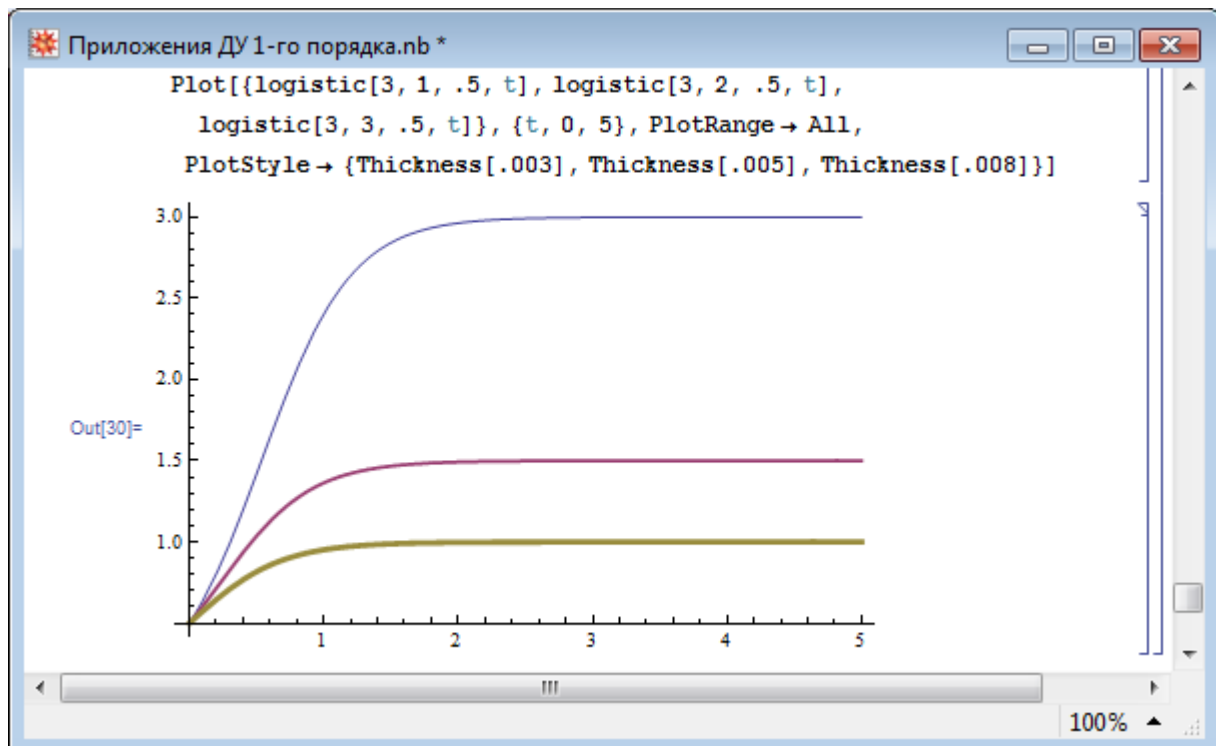 Приложения ДУ 1-го порядка.nb *
Plot[{logistic[3, 1, .5, t], logistic[3, 2, .5, t],
logistic[3, 3, .5, t]}, {t, 0, 5}, PlotRange → All,
PlotStyle → {Thickness[.003], Thickness[.005], Thickness[.008]}]
3.0
2.5
2.0
Out[30]=
1.5
1.0
1 2 3 4 5
100%